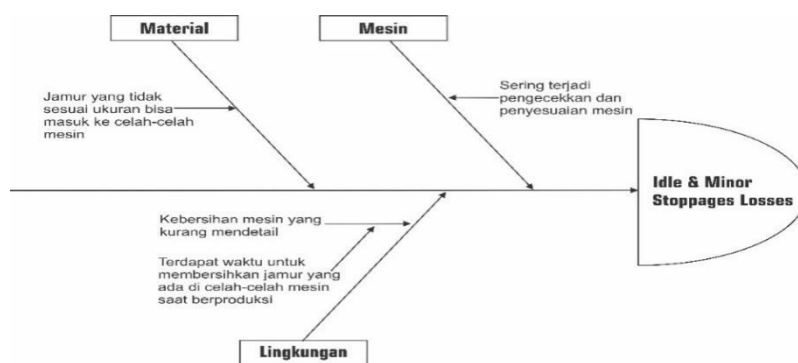 Material
Mesin
Jamur yang tidak
sesuai ukuran bisa
masuk ke celah-celah
mesin
Sering terjadi
pengecekkan dan
penyesuaian mesin
Idle & Minor
Stoppages Losses
Kebersihan mesin yang
kurang mendetail
Terdapat waktu untuk
membersihkan jamur yang
ada di celah-celah mesin
saat berproduksi
Lingkungan